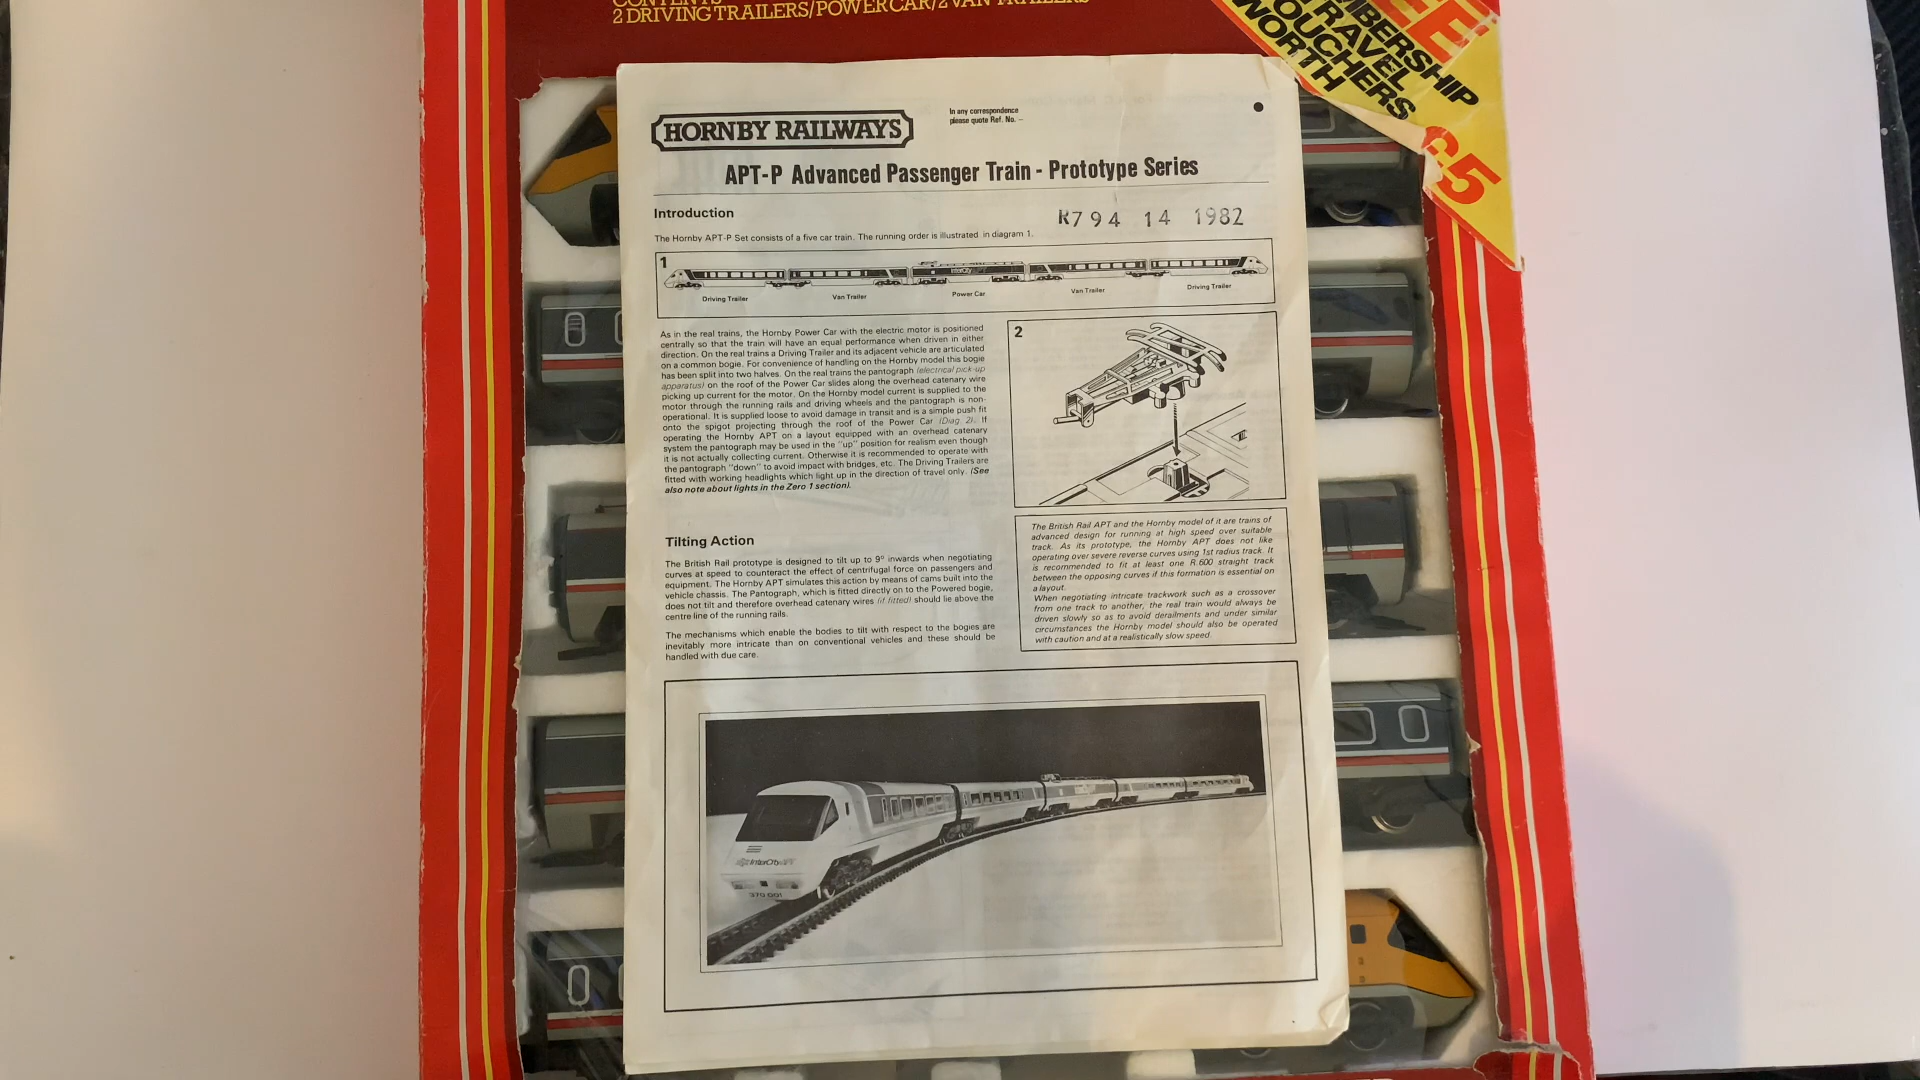 CONTENTS
2 DRIVING TRAILERS/POWER CAR/2 VAN TRAILERS
MBERSHIP
TRAVEL
OUCHERS
WORTH
£5
HORNBY RAILWAYS
In any correspondence
please quote Ref. No. –
APT-P Advanced Passenger Train - Prototype Series
Introduction
R794 14 1982
The Hornby APT-P Set consists of a five car train. The running order is illustrated in diagram 1.
1
InterCity
Driving Trailer
Van Trailer
Power Car
Van Trailer
Driving Trailer
As in the real trains, the Hornby Power Car with the electric motor is positioned
centrally so that the train will have an equal performance when driven in either
direction. On the real trains a Driving Trailer and its adjacent vehicle are articulated
on a common bogie. For convenience of handling on the Hornby model this bogie
has been split into two halves. On the real trains the pantograph (electrical pick-up
apparatus) on the roof of the Power Car slides along the overhead catenary wire
picking up current for the motor. On the Hornby model current is supplied to the
motor through the running rails and driving wheels and the pantograph is non-
operational. It is supplied loose to avoid damage in transit and is a simple push fit
onto the spigot projecting through the roof of the Power Car (Diag. 2). If
operating the Hornby APT on a layout equipped with an overhead catenary
system the pantograph may be used in the "up" position for realism even though
it is not actually collecting current. Otherwise it is recommended to operate with
the pantograph "down" to avoid impact with bridges, etc. The Driving Trailers are
fitted with working headlights which light up in the direction of travel only. (See
also note about lights in the Zero 1 section).
2
Tilting Action
The British Rail prototype is designed to tilt up to 9° inwards when negotiating
curves at speed to counteract the effect of centrifugal force on passengers and
equipment. The Hornby APT simulates this action by means of cams built into the
vehicle chassis. The Pantograph, which is fitted directly on to the Powered bogie,
does not tilt and therefore overhead catenary wires (if fitted) should lie above the
centre line of the running rails.
The mechanisms which enable the bodies to tilt with respect to the bogies are
inevitably more intricate than on conventional vehicles and these should be
handled with due care.
The British Rail APT and the Hornby model of it are trains of
advanced design for running at high speed over suitable
track. As its prototype, the Hornby APT does not like
operating over severe reverse curves using 1st radius track. It
is recommended to fit at least one R.600 straight track
between the opposing curves if this formation is essential on
a layout.
When negotiating intricate trackwork such as a crossover
from one track to another, the real train would always be
driven slowly so as to avoid derailments and under similar
circumstances the Hornby model should also be operated
with caution and at a realistically slow speed.
InterCity APT
370 001